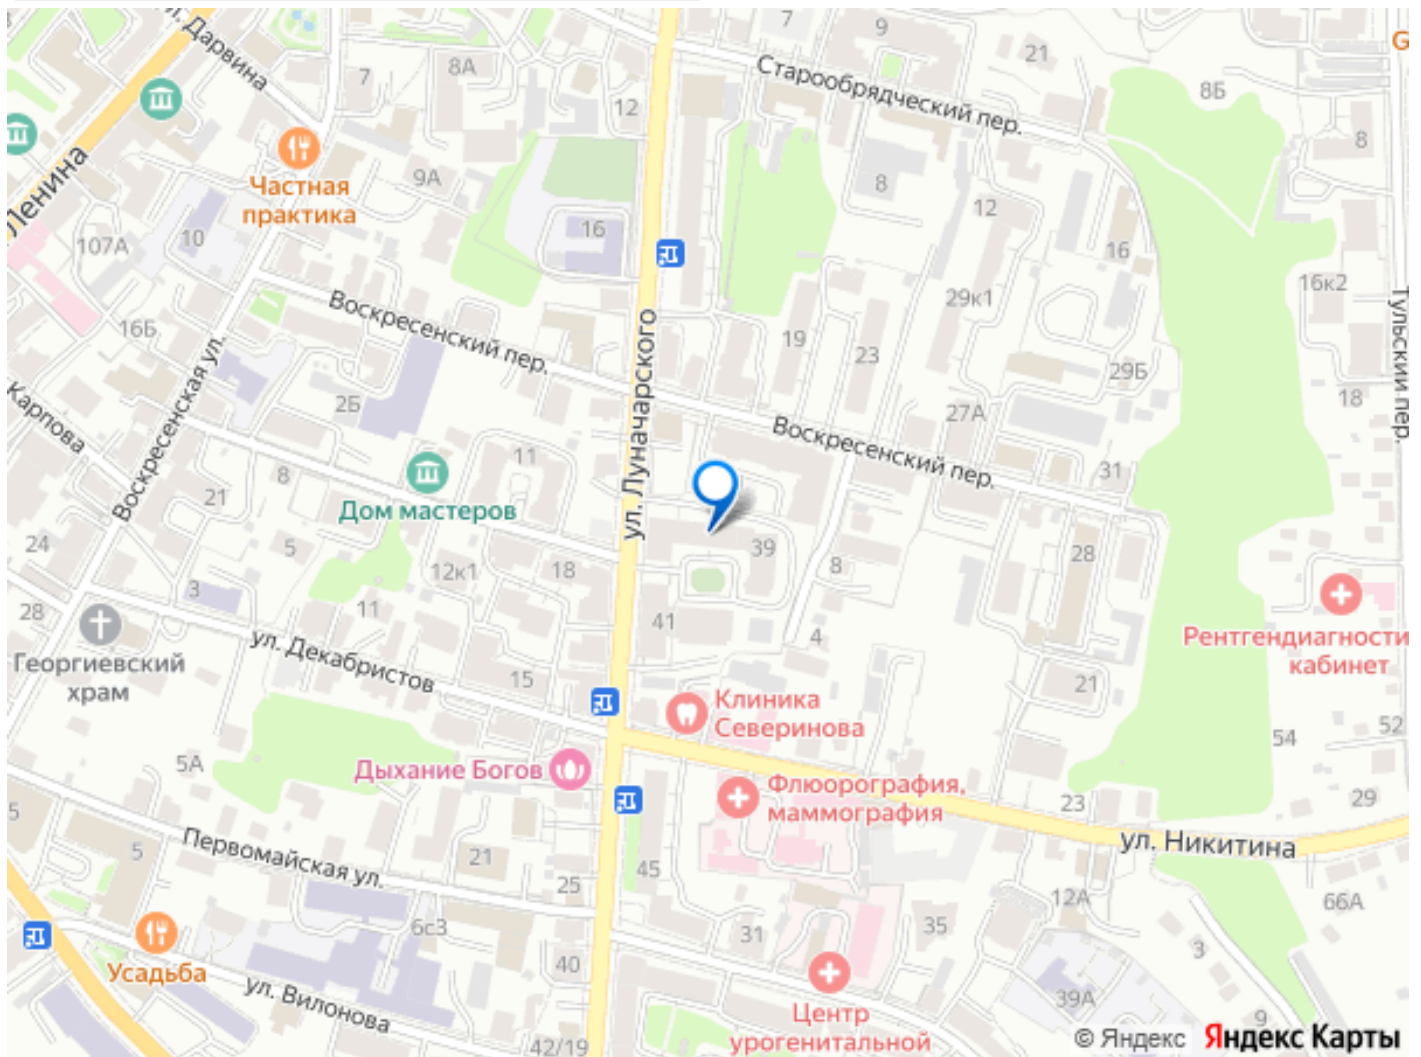 ул. Дарвина
7
8А
12
7
9
21
Старообрядческий пер.
8Б
8
G
Ленина
Частная
практика
9А
107А
10
16
8
12
16
16к2
Тульский пер.
16Б
Воскресенский пер.
ул. Луначарского
19
29к1
23
29Б
18
Карпова
Воскресенская ул.
2Б
27А
Воскресенский пер.
31
8
11
21
Дом мастеров
24
5
12к1
18
39
8
28
3
11
28
41
4
Георгиевский
храм
ул. Декабристов
15
21
Рентгендиагности
кабинет
Клиника
Северинова
54
52
5А
Дыхание Богов
Флюорография,
маммография
23
29
5
5
Первомайская ул.
21
25
45
ул. Никитина
12А
66А
6с3
31
35
3
Усадьба
40
ул. Вилонова
39А
9
42/19
Центр
урогенитальной
© Яндекс Яндекс Карты